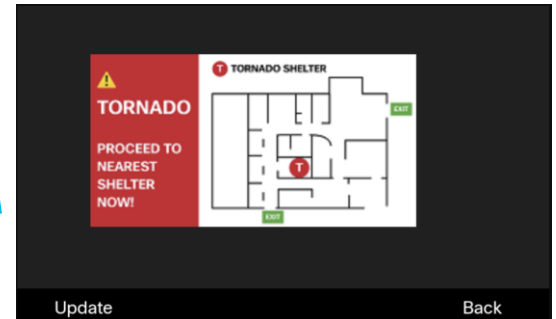 TORNADO
PROCEED TO
NEAREST
SHELTER
NOW!
T TORNADO SHELTER
EXIT
T
EXIT
Update
Back